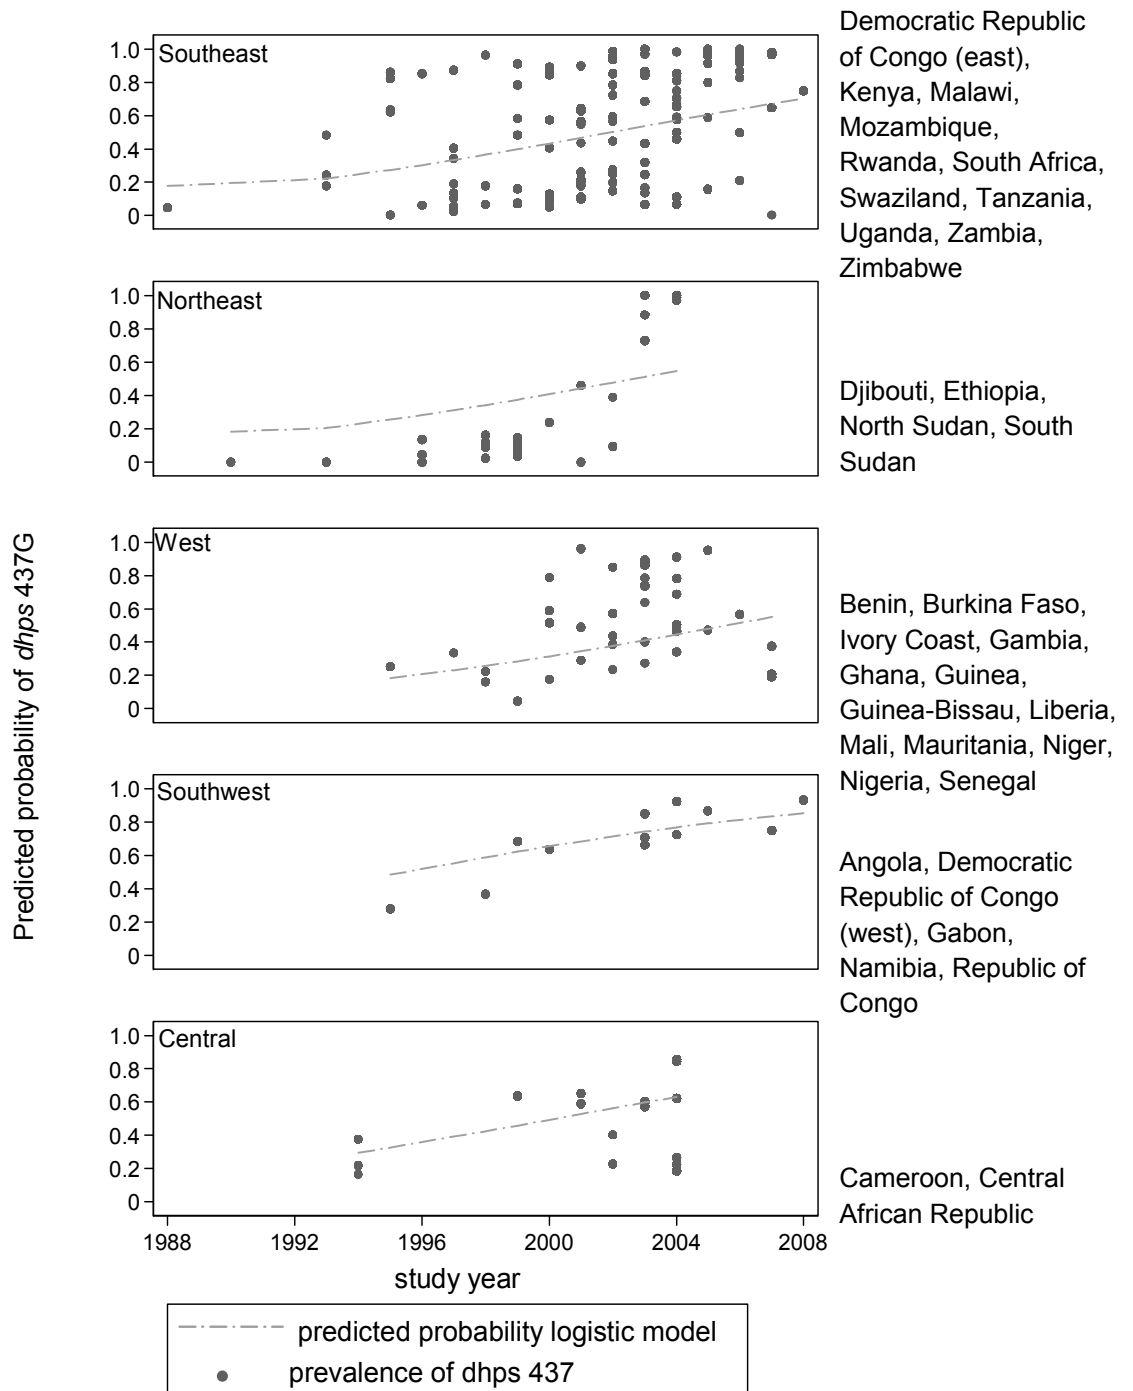 Predicted probability of dhps 437G
Southeast
1.0
0.8
0.6
0.4
0.2
0
Democratic Republic
of Congo (east),
Kenya, Malawi,
Mozambique,
Rwanda, South Africa,
Swaziland, Tanzania,
Uganda, Zambia,
Zimbabwe
Northeast
1.0
0.8
0.6
0.4
0.2
0
Djibouti, Ethiopia,
North Sudan, South
Sudan
West
1.0
0.8
0.6
0.4
0.2
0
Benin, Burkina Faso,
Ivory Coast, Gambia,
Ghana, Guinea,
Guinea-Bissau, Liberia,
Mali, Mauritania, Niger,
Nigeria, Senegal
Southwest
1.0
0.8
0.6
0.4
0.2
0
Angola, Democratic
Republic of Congo
(west), Gabon,
Namibia, Republic of
Congo
Central
1.0
0.8
0.6
0.4
0.2
0
Cameroon, Central
African Republic
1988 1992 1996 2000 2004 2008
study year
predicted probability logistic model
prevalence of dhps 437